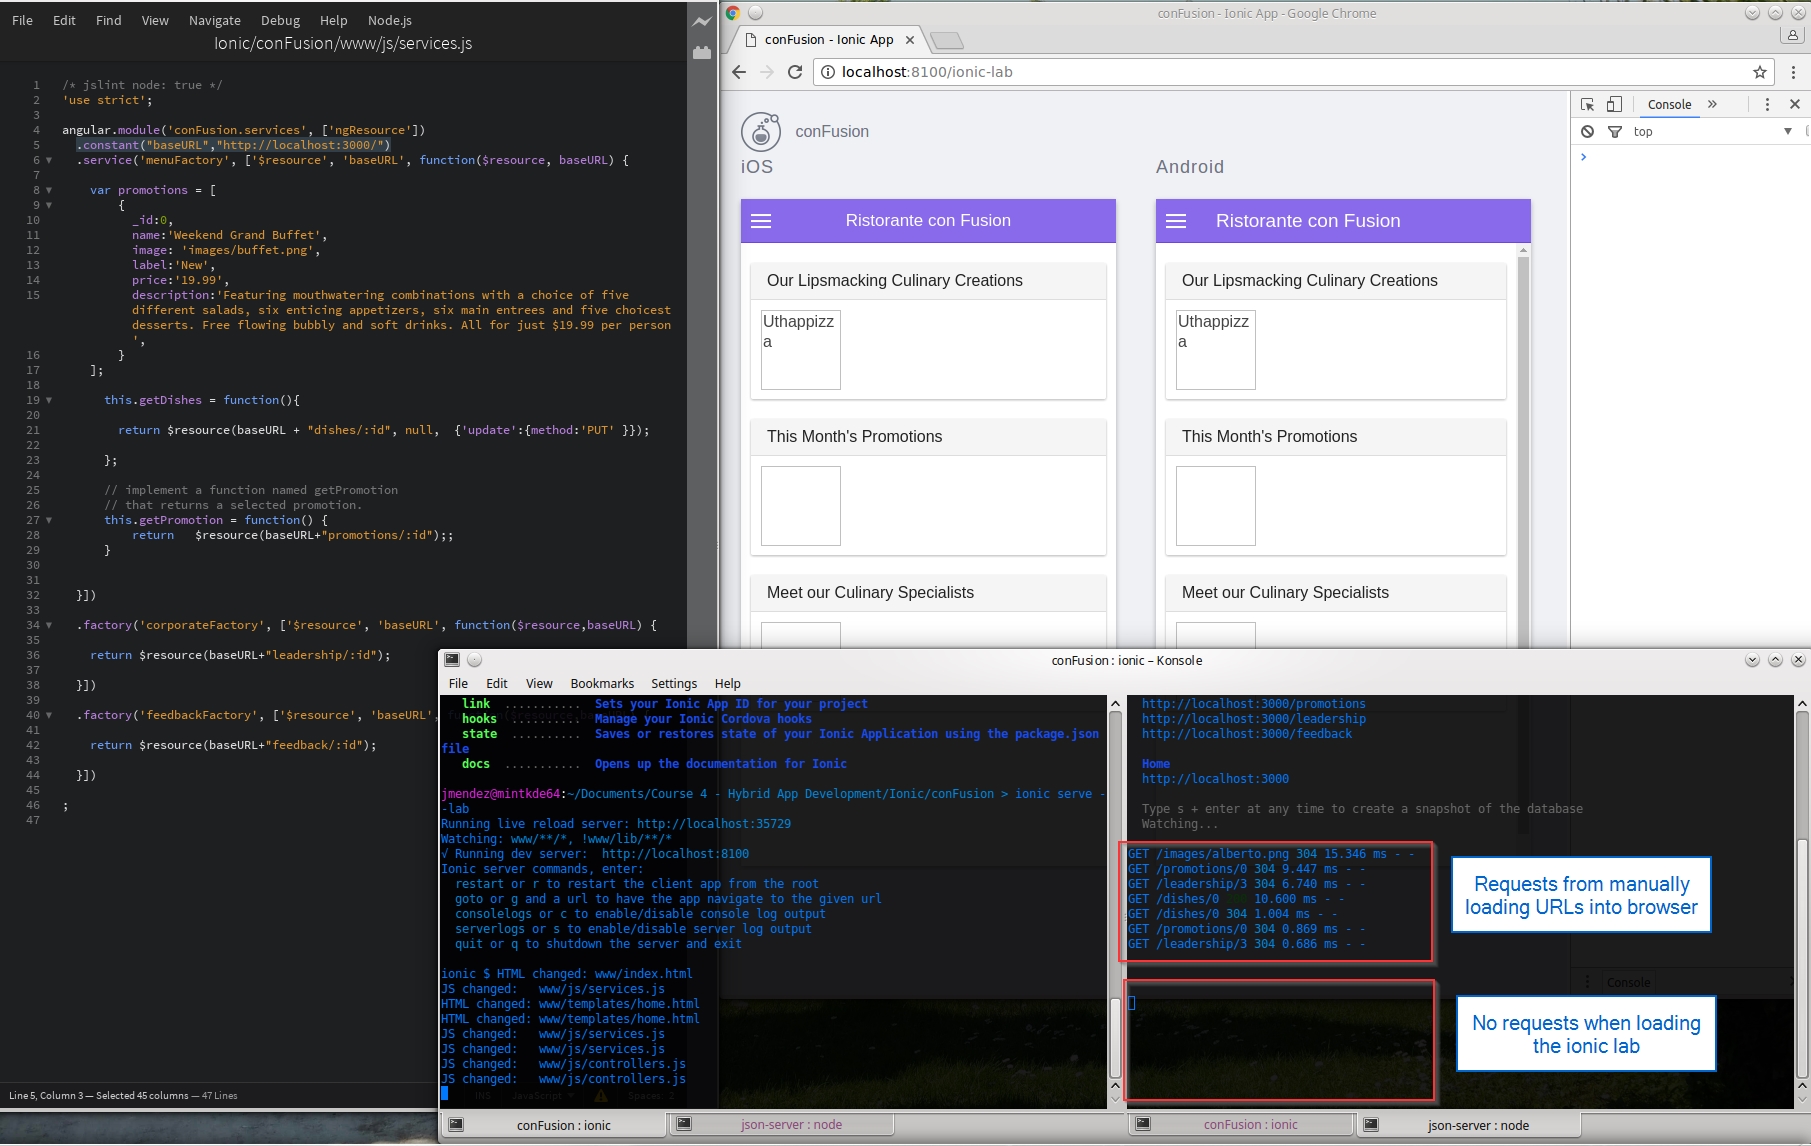 File Edit Find View Navigate Debug Help Node.js
Ionic/conFusion/www/js/services.js
1 /* jslint node: true */
2 'use strict';
3
4 angular.module('conFusion.services', ['ngResource'])
5 .constant("baseURL","http://localhost:3000/")
6 .service('menuFactory', ['$resource', 'baseURL', function($resource, baseURL) {
7
8 var promotions = [
9 {
10 _id:0,
11 name:'Weekend Grand Buffet',
12 image: 'images/buffet.png',
13 label:'New',
14 price:'19.99',
15 description:'Featuring mouthwatering combinations with a choice of five
different salads, six enticing appetizers, six main entrees and five choicest
desserts. Free flowing bubbly and soft drinks. All for just $19.99 per person
',
16 }
17 ];
18
19 this.getDishes = function(){
20
21 return $resource(baseURL + "dishes/:id", null, {'update':{method:'PUT' }});
22
23 };
24
25 // implement a function named getPromotion
26 // that returns a selected promotion.
27 this.getPromotion = function() {
28 return $resource(baseURL+"promotions/:id");;
29 }
30
31
32 }])
33
34 .factory('corporateFactory', ['$resource', 'baseURL', function($resource,baseURL) {
35
36 return $resource(baseURL+"leadership/:id");
37
38 }])
39
40 .factory('feedbackFactory', ['$resource', 'baseURL',
41
42 return $resource(baseURL+"feedback/:id");
43
44 }])
45
46 ;
47
Line 5, Column 3 — Selected 45 columns — 47 Lines
INS JavaScript Spaces: 2
conFusion - Ionic App - Google Chrome
conFusion - Ionic App
localhost:8100/ionic-lab
Console
top
conFusion
iOS
Ristorante con Fusion
Our Lipsmacking Culinary Creations
Uthappizz
a
This Month's Promotions
Meet our Culinary Specialists
Android
Ristorante con Fusion
Our Lipsmacking Culinary Creations
Uthappizz
a
This Month's Promotions
Meet our Culinary Specialists
conFusion : ionic – Konsole
File Edit View Bookmarks Settings Help
link ........... Sets your Ionic App ID for your project
hooks .......... Manage your Ionic Cordova hooks
state .......... Saves or restores state of your Ionic Application using the package.json
file
docs ........... Opens up the documentation for Ionic
jmendez@mintkde64:~/Documents/Course 4 - Hybrid App Development/Ionic/conFusion > ionic serve -
-lab
Running live reload server: http://localhost:35729
Watching: www/**/*, !www/lib/**/*
√ Running dev server:  http://localhost:8100
Ionic server commands, enter:
restart or r to restart the client app from the root
goto or g and a url to have the app navigate to the given url
consolelogs or c to enable/disable console log output
serverlogs or s to enable/disable server log output
quit or q to shutdown the server and exit
ionic $ HTML changed: www/index.html
JS changed:   www/js/services.js
HTML changed: www/templates/home.html
HTML changed: www/templates/home.html
JS changed:   www/js/services.js
JS changed:   www/js/services.js
JS changed:   www/js/controllers.js
JS changed:   www/js/controllers.js
http://localhost:3000/promotions
http://localhost:3000/leadership
http://localhost:3000/feedback
Home
http://localhost:3000
Type s + enter at any time to create a snapshot of the database
Watching...
GET /images/alberto.png 304 15.346 ms - -
GET /promotions/0 304 9.447 ms - -
GET /leadership/3 304 6.740 ms - -
GET /dishes/0 10.600 ms - -
GET /dishes/0 304 1.004 ms - -
GET /promotions/0 304 0.869 ms - -
GET /leadership/3 304 0.686 ms - -
Requests from manually
loading URLs into browser
Console
No requests when loading
the ionic lab
conFusion : ionic
json-server : node
conFusion : ionic
json-server : node